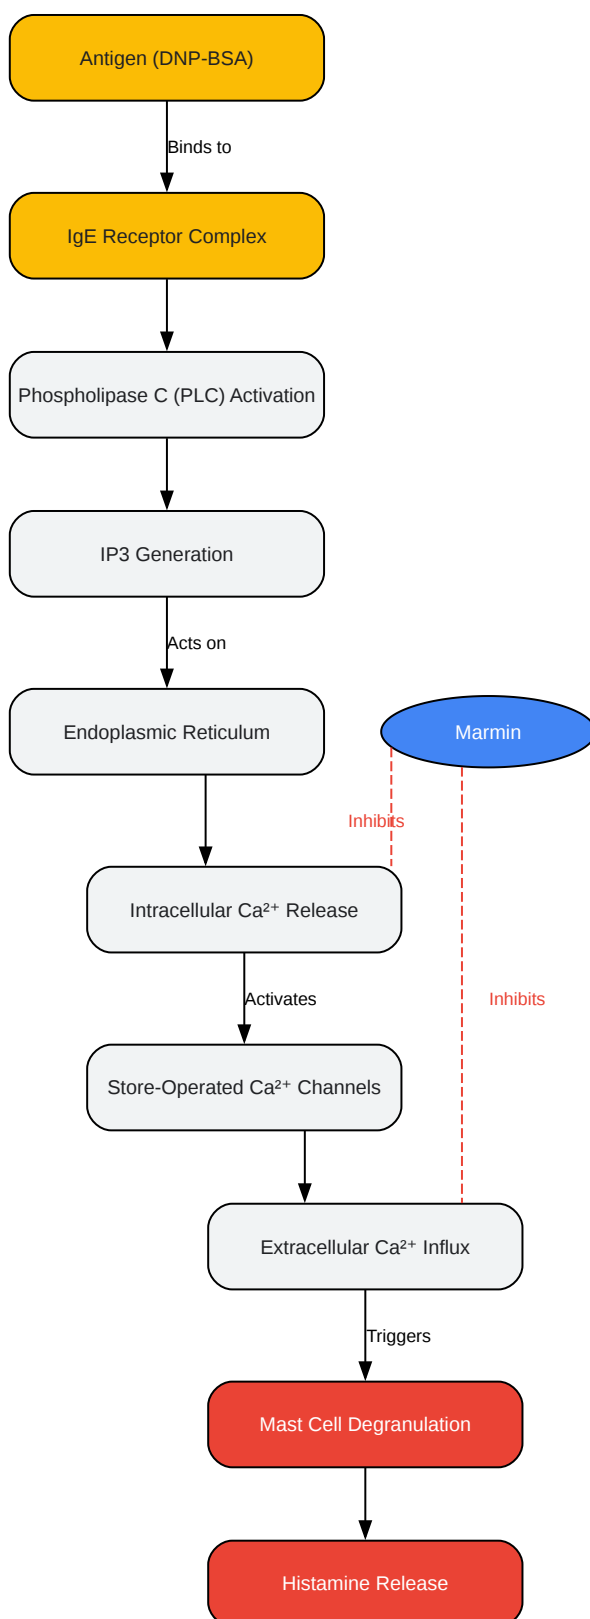 Antigen (DNP-BSA)
Binds to
IgE Receptor Complex
Phospholipase C (PLC) Activation
IP3 Generation
Acts on
Endoplasmic Reticulum
Marmin
Inhibits
Intracellular Ca²⁺ Release
Activates
Inhibits
Store-Operated Ca²⁺ Channels
Extracellular Ca²⁺ Influx
Triggers
Mast Cell Degranulation
Histamine Release